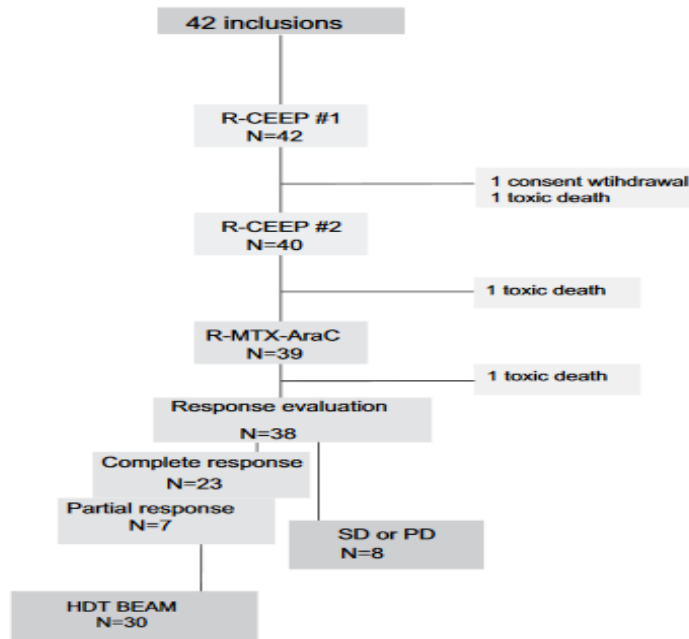 42 inclusions
R-CEEP #1
N=42
1 consent wtihdrawal
1 toxic death
R-CEEP #2
N=40
1 toxic death
R-MTX-AraC
N=39
1 toxic death
Response evaluation
N=38
Complete response
N=23
Partial response
N=7
SD or PD
N=8
HDT BEAM
N=30